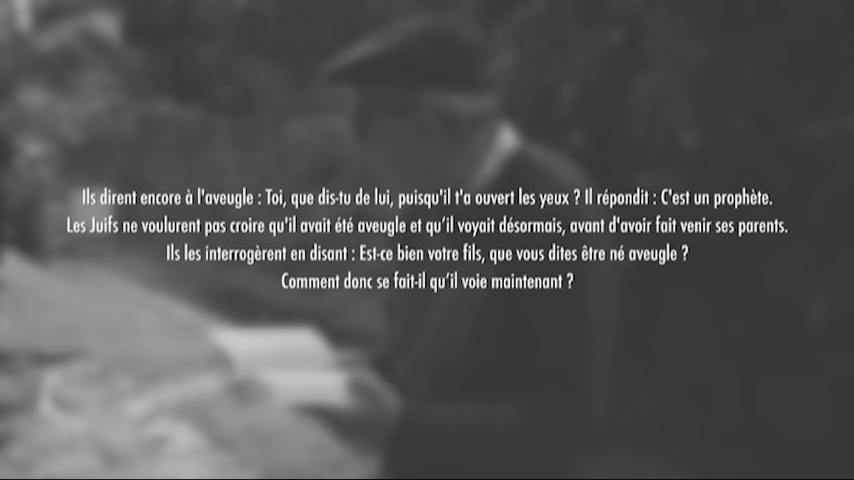 Ils dirent encore à l'aveugle : Toi, que dis-tu de lui, puisqu'il t'a ouvert les yeux ? Il répondit : C'est un prophète.
Les Juifs ne voulurent pas croire qu'il avait été aveugle et qu’il voyait désormais, avant d'avoir fait venir ses parents.
Ils les interrogèrent en disant : Est-ce bien votre fils, que vous dites être né aveugle ?
Comment donc se fait-il qu’il voie maintenant ?